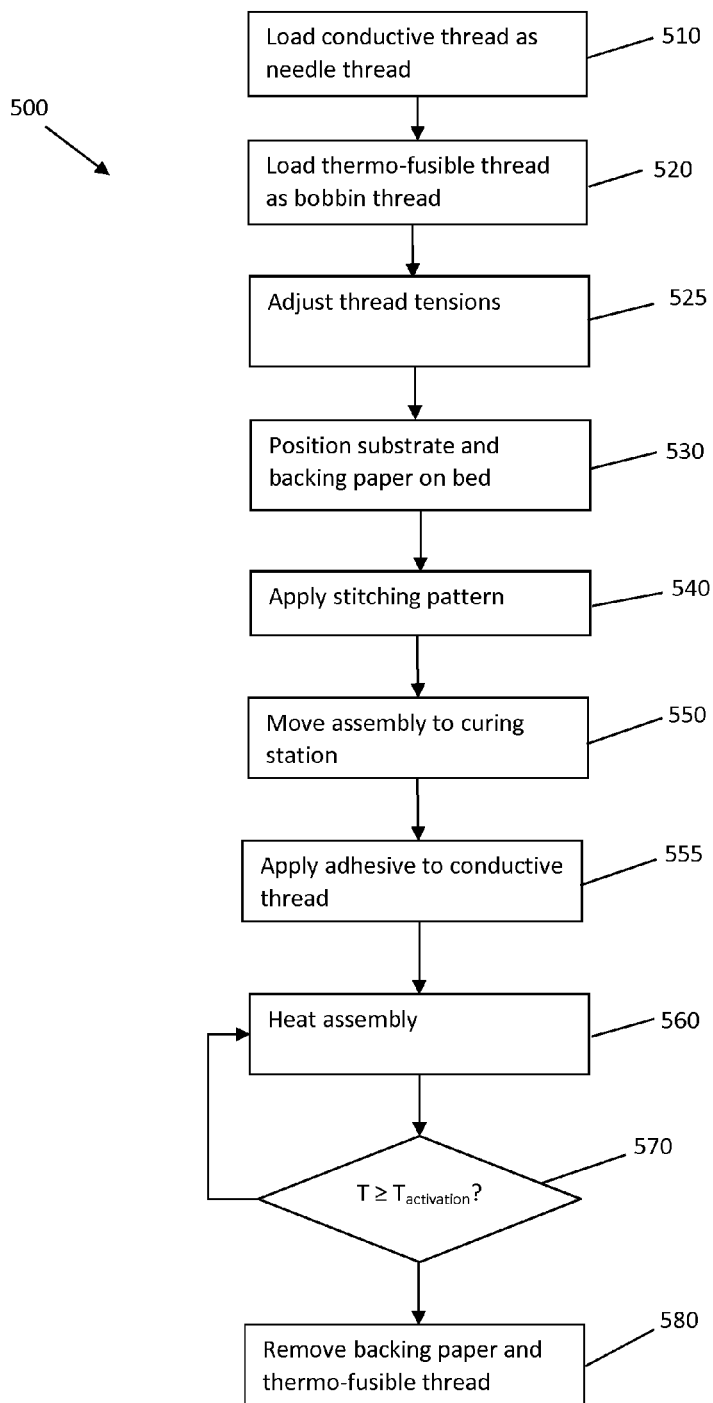 Load conductive thread as
needle thread
510
500
Load thermo-fusible thread
as bobbin thread
520
Adjust thread tensions
525
Position substrate and
backing paper on bed
530
Apply stitching pattern
540
Move assembly to curing
station
550
Apply adhesive to conductive
thread
555
Heat assembly
560
570
T ≥ Tactivation?
Remove backing paper and
thermo-fusible thread
580